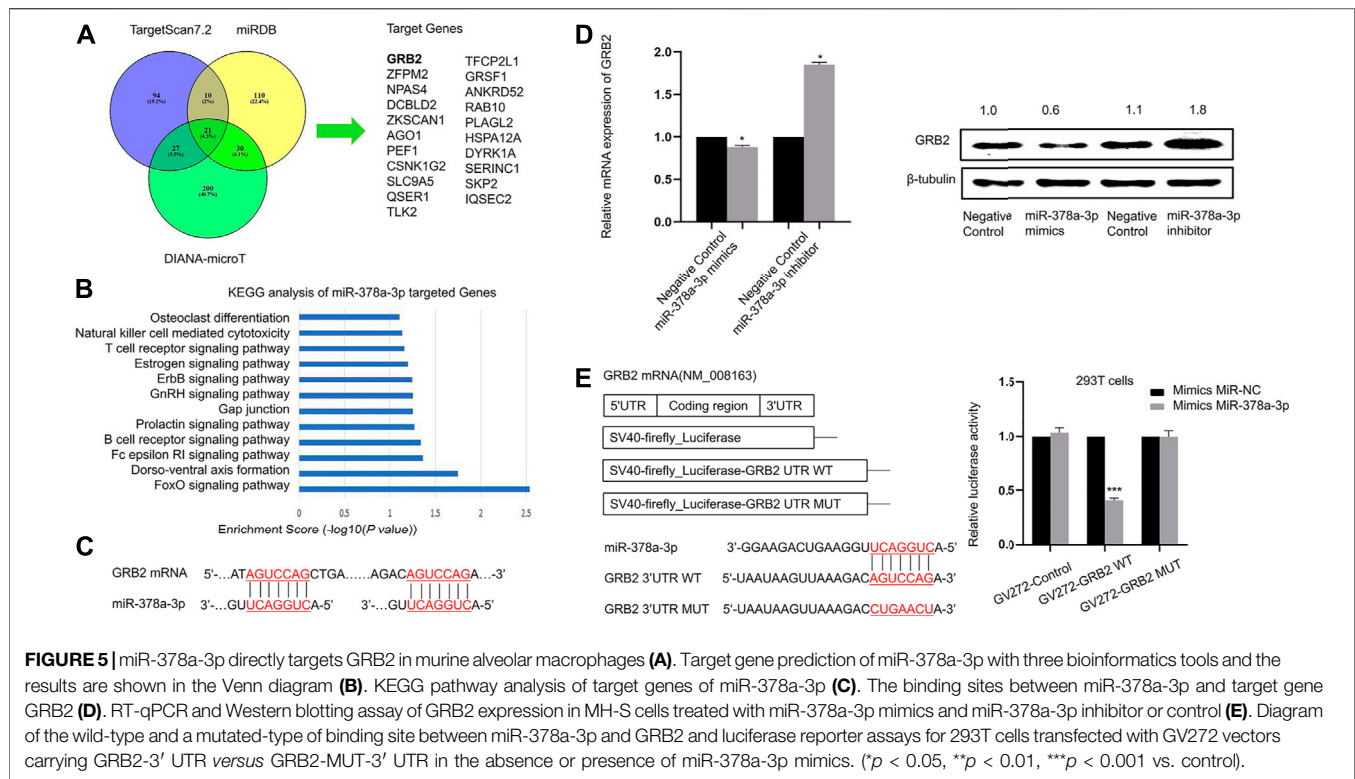 A
TargetScan7.2
miRDB
94
(19.1%)
10
(2%)
110
(22.4%)
21
(4.3%)
27
(5.5%)
30
(6.1%)
200
(40.7%)
DIANA-microT
Target Genes
GRB2
ZFPM2
NPAS4
DCBLD2
ZKSCAN1
AGO1
PEF1
CSNK1G2
SLC9A5
QSER1
TLK2
TFCP2L1
GRSF1
ANKRD52
RAB10
PLAGL2
HSPA12A
DYRK1A
SERINC1
SKP2
IQSEC2
B
KEGG analysis of miR-378a-3p targeted Genes
Osteoclast differentiation
Natural killer cell mediated cytotoxicity
T cell receptor signaling pathway
Estrogen signaling pathway
ErbB signaling pathway
GnRH signaling pathway
Gap junction
Prolactin signaling pathway
B cell receptor signaling pathway
Fc epsilon RI signaling pathway
Dorso-ventral axis formation
FoxO signaling pathway
0 0.5 1 1.5 2 2.5
Enrichment Score (-log10(P value))
C
GRB2 mRNA 5'-...ATAGUCCAGCTGA......AGACAGUCCAGA...-3'
miR-378a-3p 3'-...GUUCAGGUCA-5' 3'-...GUUCAGGUCA-5'
D
Relative mRNA expression of GRB2
2.0
1.5
1.0
0.5
0.0
*
*
Negative Control
miR-378a-3p mimics
Negative Control
miR-378a-3p inhibitor
1.0 0.6 1.1 1.8
GRB2
β-tubulin
Negative Control
miR-378a-3p mimics
Negative Control
miR-378a-3p inhibitor
E
GRB2 mRNA(NM_008163)
5'UTR Coding region 3'UTR
SV40-firefly_Luciferase
SV40-firefly_Luciferase-GRB2 UTR WT
SV40-firefly_Luciferase-GRB2 UTR MUT
miR-378a-3p 3'-GGAAGACUGAAGGUUCAGGUCA-5'
GRB2 3'UTR WT 5'-UAAUAAGUUAAAGACAGUCCAGA-3'
GRB2 3'UTR MUT 5'-UAAUAAGUUAAAGACCUGAACUA-3'
293T cells
Mimics MiR-NC
Mimics MiR-378a-3p
Relative luciferase activity
1.5
1.0
0.5
0.0
***
GV272-Control
GV272-GRB2 WT
GV272-GRB2 MUT
FIGURE 5 | miR-378a-3p directly targets GRB2 in murine alveolar macrophages (A). Target gene prediction of miR-378a-3p with three bioinformatics tools and the
results are shown in the Venn diagram (B). KEGG pathway analysis of target genes of miR-378a-3p (C). The binding sites between miR-378a-3p and target gene
GRB2 (D). RT-qPCR and Western blotting assay of GRB2 expression in MH-S cells treated with miR-378a-3p mimics and miR-378a-3p inhibitor or control (E). Diagram
of the wild-type and a mutated-type of binding site between miR-378a-3p and GRB2 and luciferase reporter assays for 293T cells transfected with GV272 vectors
carrying GRB2-3′ UTR versus GRB2-MUT-3′ UTR in the absence or presence of miR-378a-3p mimics. (*p < 0.05, **p < 0.01, ***p < 0.001 vs. control).